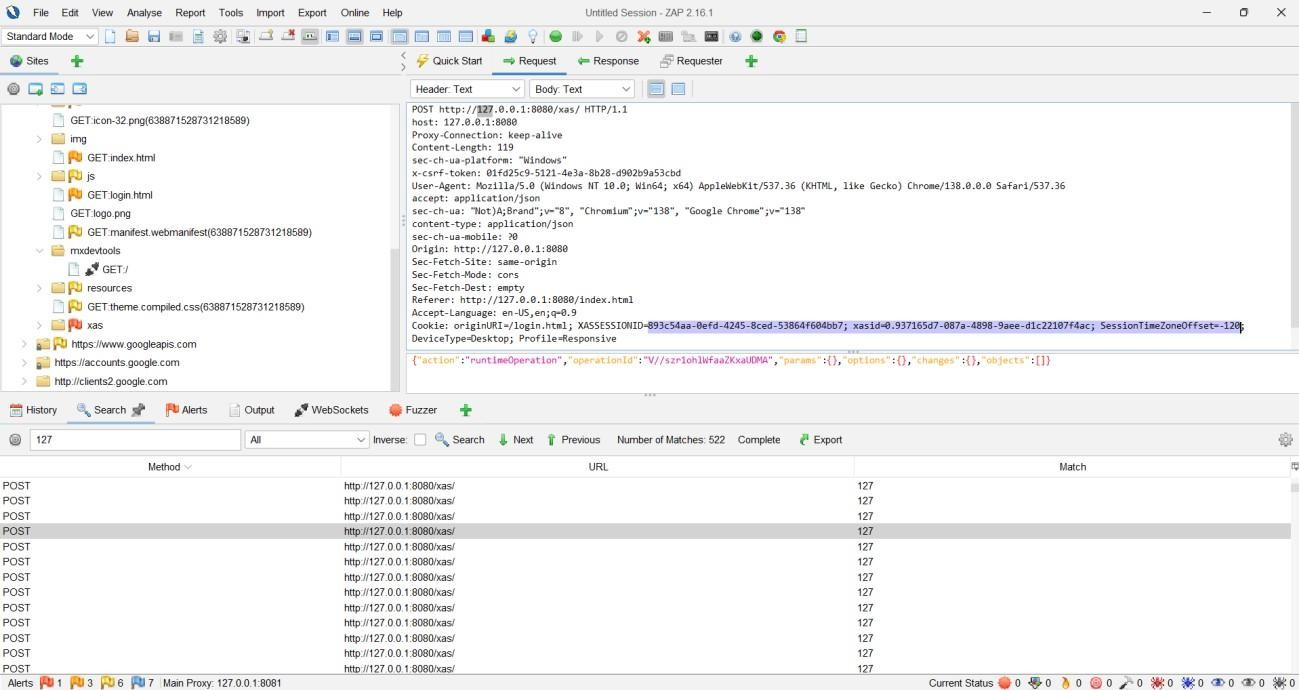 File Edit View Analyse Report Tools Import Export Online Help
Untitled Session - ZAP 2.16.1
Standard Mode
Sites
Quick Start Request Response Requester
Header: Text Body: Text
GET:icon-32.png(638871528731218589)
img
GET:index.html
js
GET:login.html
GET:logo.png
GET:manifest.webmanifest(638871528731218589)
mxdevtools
GET:/
resources
GET:theme.compiled.css(638871528731218589)
xas
https://www.googleapis.com
https://accounts.google.com
http://clients2.google.com
POST http://127.0.0.1:8080/xas/ HTTP/1.1
host: 127.0.0.1:8080
Proxy-Connection: keep-alive
Content-Length: 119
sec-ch-ua-platform: "Windows"
x-csrf-token: 01fd25c9-5121-4e3a-8b28-d902b9a53cbd
User-Agent: Mozilla/5.0 (Windows NT 10.0; Win64; x64) AppleWebKit/537.36 (KHTML, like Gecko) Chrome/138.0.0.0 Safari/537.36
accept: application/json
sec-ch-ua: "Not)A;Brand";v="8", "Chromium";v="138", "Google Chrome";v="138"
content-type: application/json
sec-ch-ua-mobile: ?0
Origin: http://127.0.0.1:8080
Sec-Fetch-Site: same-origin
Sec-Fetch-Mode: cors
Sec-Fetch-Dest: empty
Referer: http://127.0.0.1:8080/index.html
Accept-Language: en-US,en;q=0.9
Cookie: originURI=/login.html; XASSESSIONID=893c54aa-0efd-4245-8ced-53864f604bb7; xasid=0.937165d7-087a-4898-9aee-d1c22107f4ac; SessionTimeZoneOffset=-120;
DeviceType=Desktop; Profile=Responsive
{"action":"runtimeOperation","operationId":"V//szr1ohlWfaaZKxaUDMA","params":{},"options":{},"changes":{},"objects":[]}
History Search Alerts Output WebSockets Fuzzer
127 All Inverse: Search Next Previous Number of Matches: 522 Complete Export
Method URL Match
POST http://127.0.0.1:8080/xas/ 127
POST http://127.0.0.1:8080/xas/ 127
POST http://127.0.0.1:8080/xas/ 127
POST http://127.0.0.1:8080/xas/ 127
POST http://127.0.0.1:8080/xas/ 127
POST http://127.0.0.1:8080/xas/ 127
POST http://127.0.0.1:8080/xas/ 127
POST http://127.0.0.1:8080/xas/ 127
POST http://127.0.0.1:8080/xas/ 127
POST http://127.0.0.1:8080/xas/ 127
POST http://127.0.0.1:8080/xas/ 127
POST http://127.0.0.1:8080/xas/ 127
POST http://127.0.0.1:8080/xas/ 127
Alerts 1 3 6 7 Main Proxy: 127.0.0.1:8081
Current Status 0 0 0 0 0 0 0 0 0 0